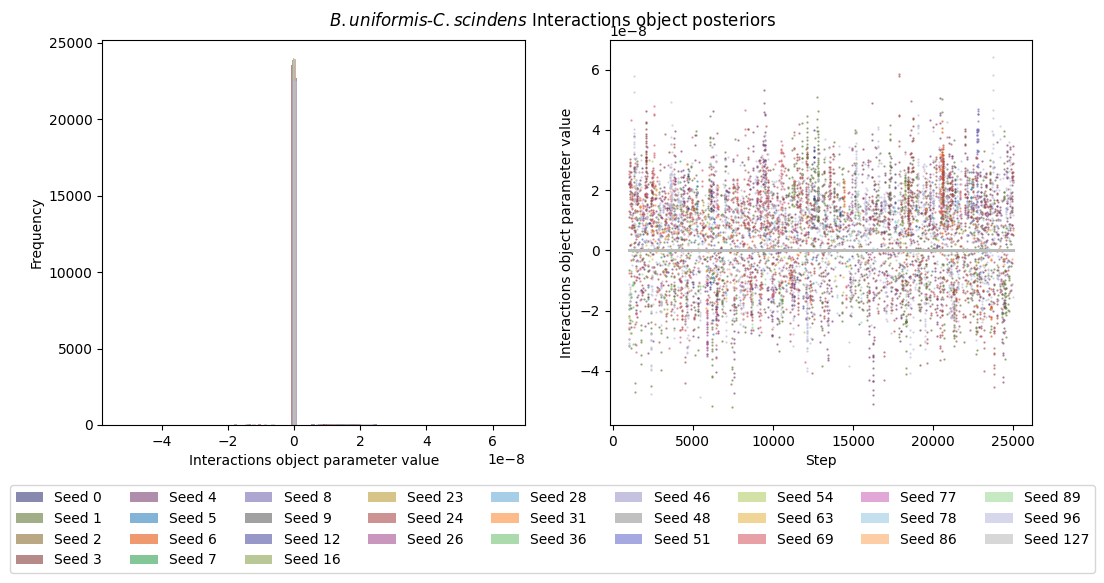 B. uniformis-C. scindens Interactions object posteriors
25000
20000
15000
10000
5000
0
Frequency
−4
−2
0
2
4
6
1e−8
Interactions object parameter value
1e−8
6
4
2
0
−2
−4
Interactions object parameter value
0
5000
10000
15000
20000
25000
Step
Seed 0
Seed 1
Seed 2
Seed 3
Seed 4
Seed 5
Seed 6
Seed 7
Seed 8
Seed 9
Seed 12
Seed 16
Seed 23
Seed 24
Seed 26
Seed 28
Seed 31
Seed 36
Seed 46
Seed 48
Seed 51
Seed 54
Seed 63
Seed 69
Seed 77
Seed 78
Seed 86
Seed 89
Seed 96
Seed 127